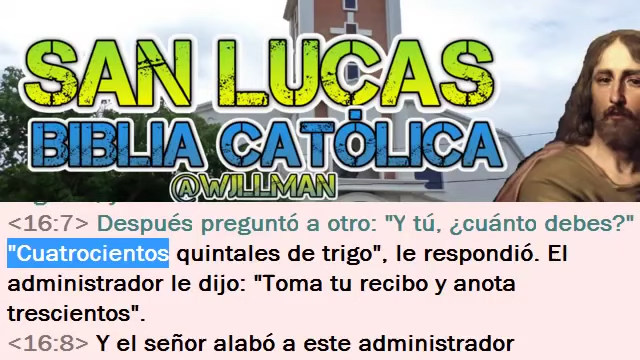 SAN LUCAS
BIBLIA CATÓLICA
@WILLMAN
<16:7> Después preguntó a otro: "Y tú, ¿cuánto debes?"
"Cuatrocientos quintales de trigo", le respondió. El
administrador le dijo: "Toma tu recibo y anota
trescientos".
<16:8> Y el señor alabó a este administrador